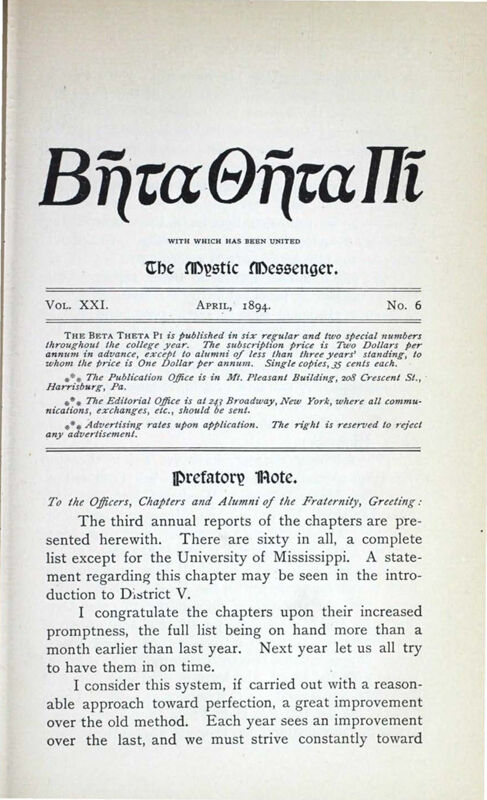 Βῆτα Θῆτα Πῖ
WITH WHICH HAS BEEN UNITED
The Mystic Messenger.
VOL. XXI. APRIL, 1894. No. 6
THE BETA THETA PI is published in six regular and two special numbers
throughout the college year. The subscription price is Two Dollars per
annum in advance, except to alumni of less than three years' standing, to
whom the price is One Dollar per annum. Single copies, 35 cents each.
*** The Publication Office is in Mt. Pleasant Building, 208 Crescent St.,
Harrisburg, Pa.
*** The Editorial Office is at 243 Broadway, New York, where all commu-
nications, exchanges, etc., should be sent.
*** Advertising rates upon application. The right is reserved to reject
any advertisement.
Prefatory Note.
To the Officers, Chapters and Alumni of the Fraternity, Greeting:
The third annual reports of the chapters are pre-
sented herewith. There are sixty in all, a complete
list except for the University of Mississippi. A state-
ment regarding this chapter may be seen in the intro-
duction to District V.
I congratulate the chapters upon their increased
promptness, the full list being on hand more than a
month earlier than last year. Next year let us all try
to have them in on time.
I consider this system, if carried out with a reason-
able approach toward perfection, a great improvement
over the old method. Each year sees an improvement
over the last, and we must strive constantly toward